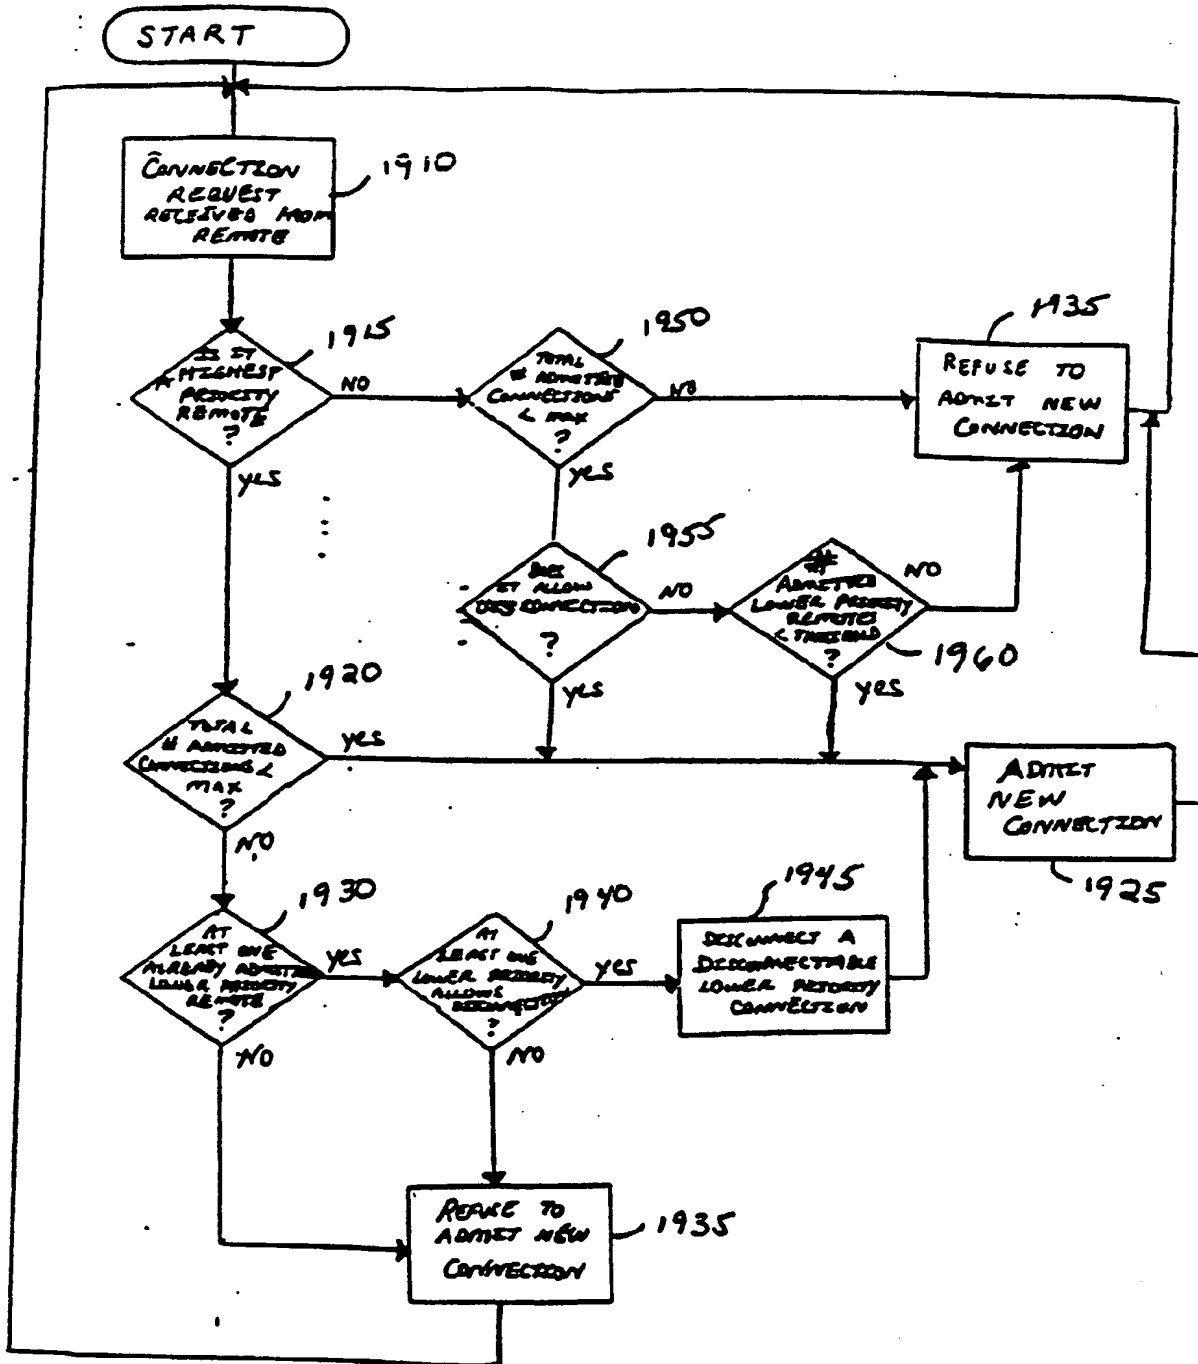 START
CONNECTION
REQUEST
RECEIVED FROM
REMOTE
1910
IS IT
A HIGHEST
PRIORITY
REMOTE
?
1915
NO
yes
TOTAL
# ADMITTED
CONNECTIONS
< MAX
?
1950
NO
yes
1935
REFUSE TO
ADMIT NEW
CONNECTION
DOES
IT ALLOW
DISCONNECTION
?
1955
NO
yes
#
ADMITTED
LOWER PRIORITY
REMOTES
< THRESHOLD
?
NO
1960
yes
1920
TOTAL
# ADMITTED
CONNECTIONS <
MAX
?
yes
NO
ADMIT
NEW
CONNECTION
1925
1930
AT
LEAST ONE
ALREADY ADMITTED
LOWER PRIORITY
REMOTE
?
yes
NO
1940
AT
LEAST ONE
LOWER PRIORITY
ALLOWS
DISCONNECTION
?
yes
NO
1945
DISCONNECT A
DISCONNECTABLE
LOWER PRIORITY
CONNECTION
REFUSE TO
ADMIT NEW
CONNECTION
1935